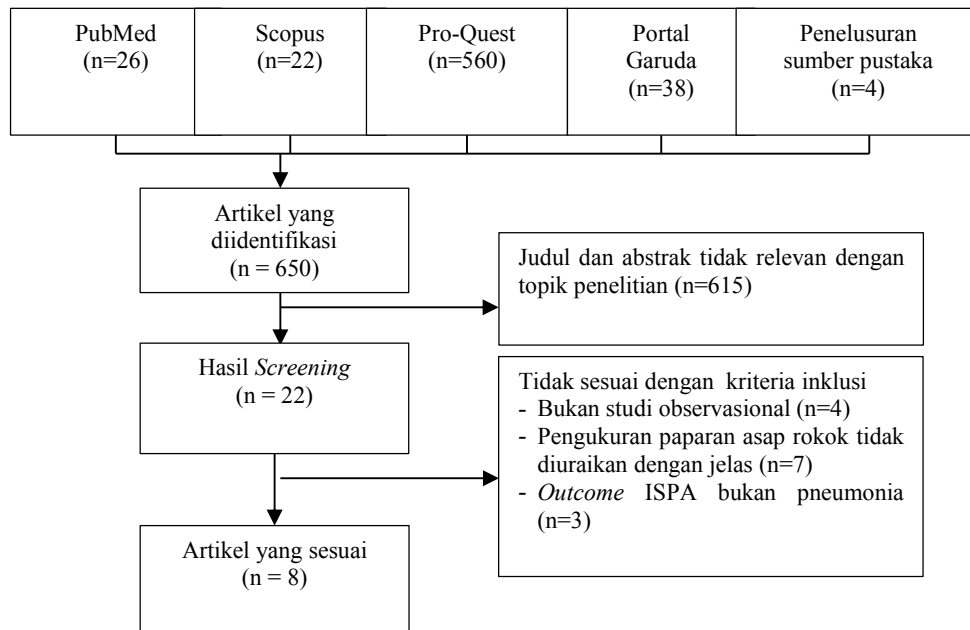 PubMed
(n=26)
Scopus
(n=22)
Pro-Quest
(n=560)
Portal
Garuda
(n=38)
Penelusuran
sumber pustaka
(n=4)
Artikel yang
diidentifikasi
(n = 650)
Judul dan abstrak tidak relevan dengan
topik penelitian (n=615)
Hasil Screening
(n = 22)
Tidak sesuai dengan kriteria inklusi
- Bukan studi observasional (n=4)
- Pengukuran paparan asap rokok tidak
diuraikan dengan jelas (n=7)
- Outcome ISPA bukan pneumonia
(n=3)
Artikel yang sesuai
(n = 8)